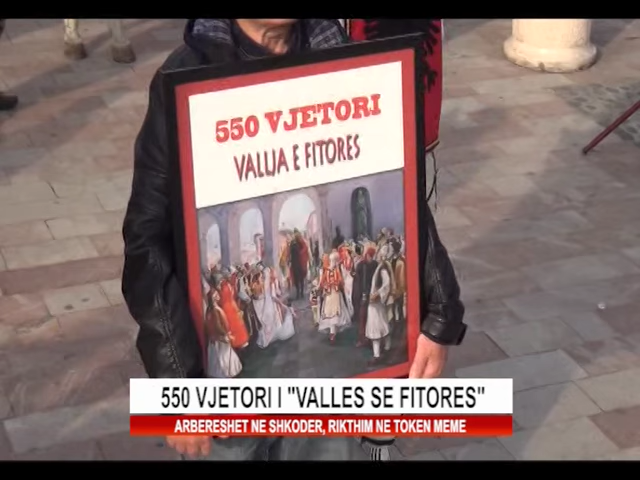 550 VJETORI
VALLJA E FITORES
550 VJETORI I "VALLES SE FITORES"
ARBERESHET NE SHKODER, RIKTHIM NE TOKEN MEME